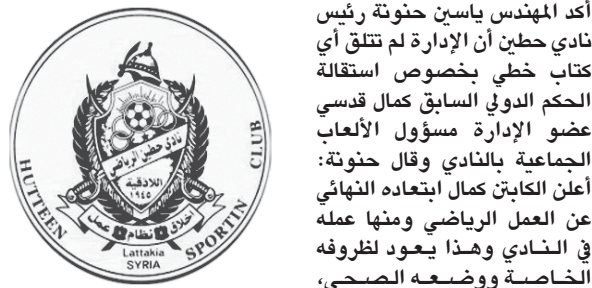 أكد المهندس ياسين حنونة رئيس
نادي حطين أن الإدارة لم تتلق أي
كتاب خطي بخصوص استقالة
الحكم الدولي السابق كمال قدسي
عضو الإدارة مسؤول الألعاب
الجماعية بالنادي وقال حنونة:
أعلن الكابتن كمال ابتعاده النهائي
عن العمل الرياضي ومنها عمله
في النادي وهذا يعود لظروفه
الخاصة ووضعه الصحي،
نادي حطين الرياضي
اللاذقية
١٩٤٥
أخلاق نظام عمل
Lattakia
SYRIA
HUTTEEN SPORTIN CLUB